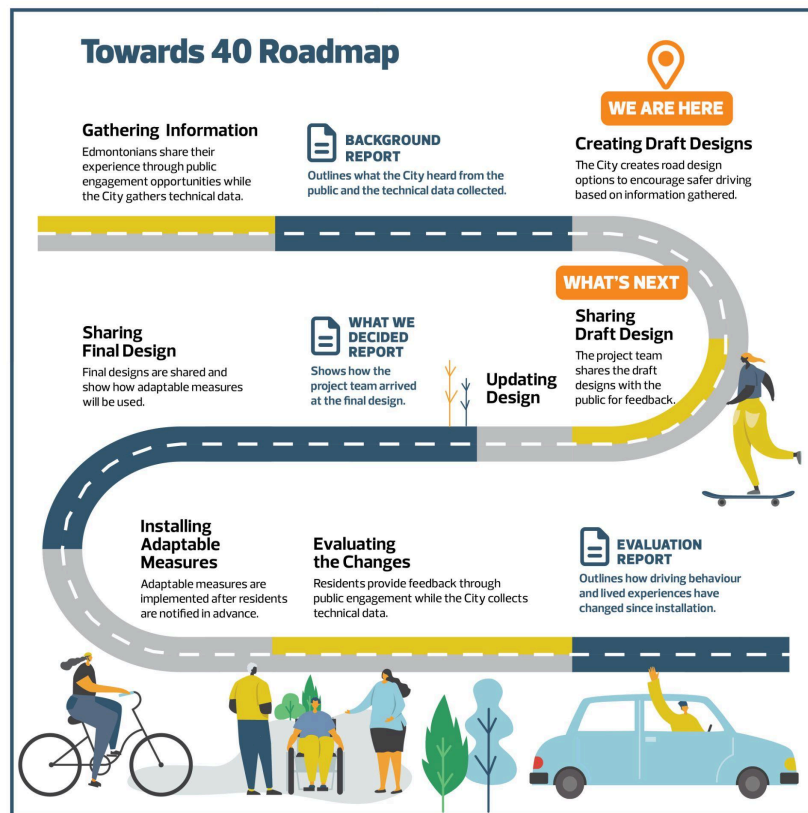 Towards 40 Roadmap
WE ARE HERE
Gathering Information
Edmontonians share their
experience through public
engagement opportunities while
the City gathers technical data.
BACKGROUND
REPORT
Outlines what the City heard from the
public and the technical data collected.
Creating Draft Designs
The City creates road design
options to encourage safer driving
based on information gathered.
WHAT'S NEXT
Sharing
Draft Design
The project team
shares the draft
designs with the
public for feedback.
Updating
Design
WHAT WE
DECIDED
REPORT
Shows how the
project team arrived
at the final design.
Sharing
Final Design
Final designs are shared and
show how adaptable measures
will be used.
Installing
Adaptable
Measures
Adaptable measures are
implemented after residents
are notified in advance.
Evaluating
the Changes
Residents provide feedback through
public engagement while the City collects
technical data.
EVALUATION
REPORT
Outlines how driving behaviour
and lived experiences have
changed since installation.